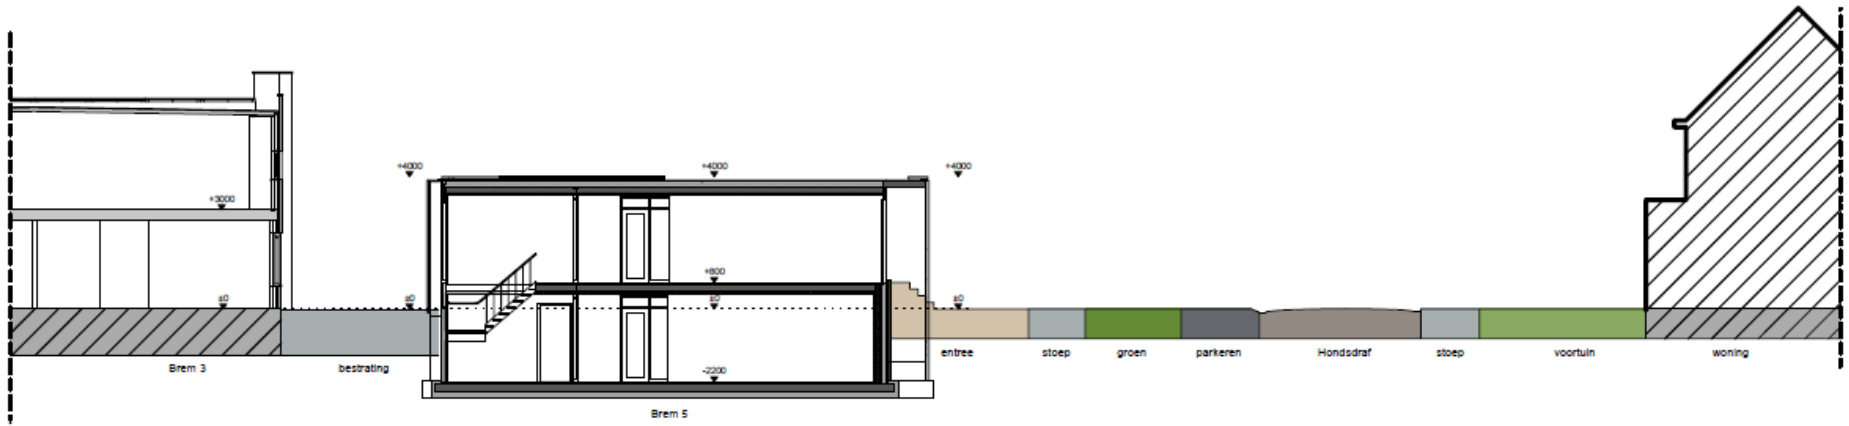 +4000
+4000
+4000
+3000
+800
±0
±0
±0
±0
-2200
entree
stoep
groen
parkeren
Hondsdraf
stoep
voortuin
woning
Brem 3
bestrating
Brem 5